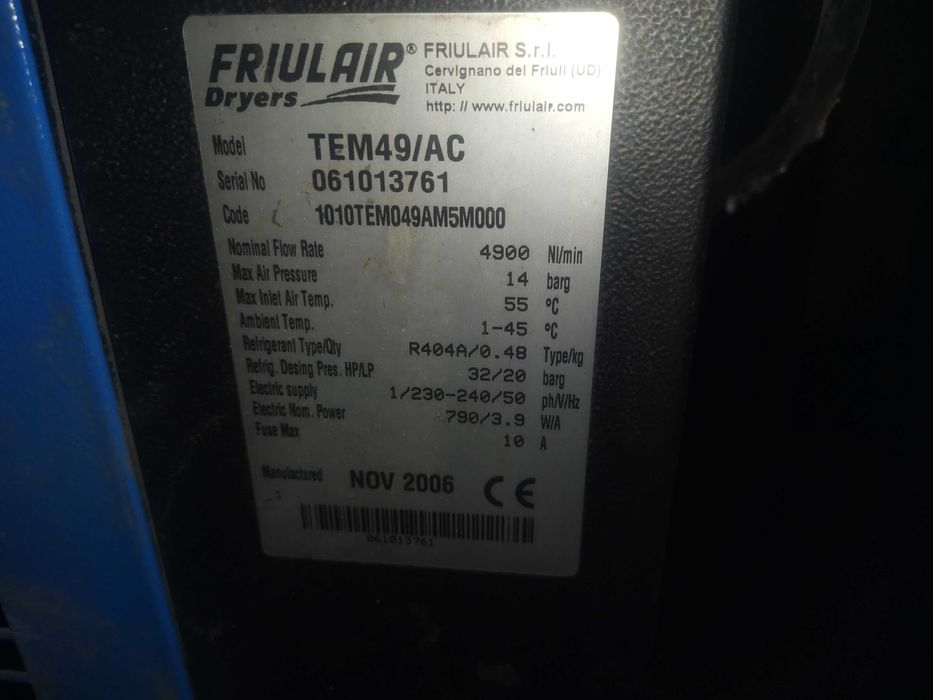 FRIULAIR® FRIULAIR S.r.l.
Dryers Cervignano del Friuli (UD)
ITALY
http: // www.friulair.com
Model TEM49/AC
Serial No 061013761
Code 1010TEM049AM5M000
Nominal Flow Rate 4900 Nl/min
Max Air Pressure 14 barg
Max Inlet Air Temp. 55 °C
Ambient Temp. 1-45 °C
Refrigerant Type/Qty R404A/0.48 Type/kg
Refrig. Desing Pres. HP/LP 32/20 barg
Electric supply 1/230-240/50 ph/V/Hz
Electric Nom. Power 790/3.9 W/A
Fuse Max 10 A
Manufactured NOV 2006 CE
061013761